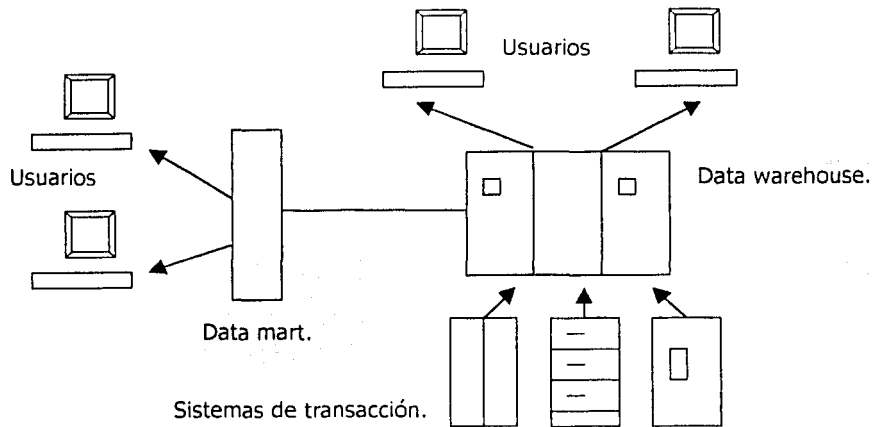 Usuarios
Usuarios
Data warehouse.
Data mart.
Sistemas de transacción.